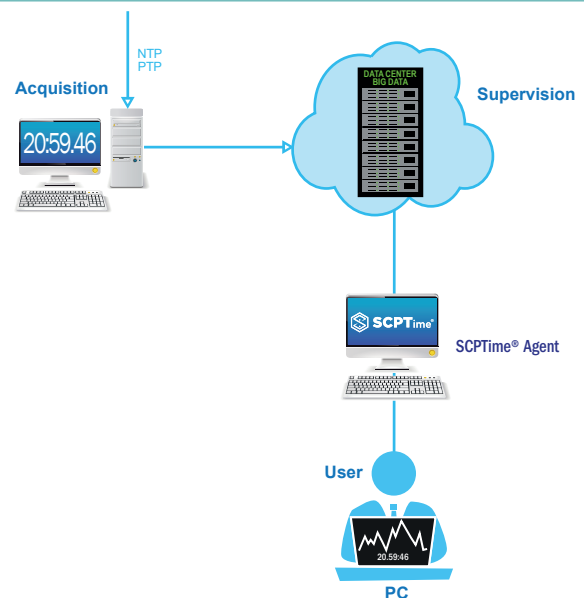 NTP
PTP
Acquisition
20:59.46
DATA CENTER
BIG DATA
Supervision
SCPTime®
SCPTime® Agent
User
20.59:46
PC